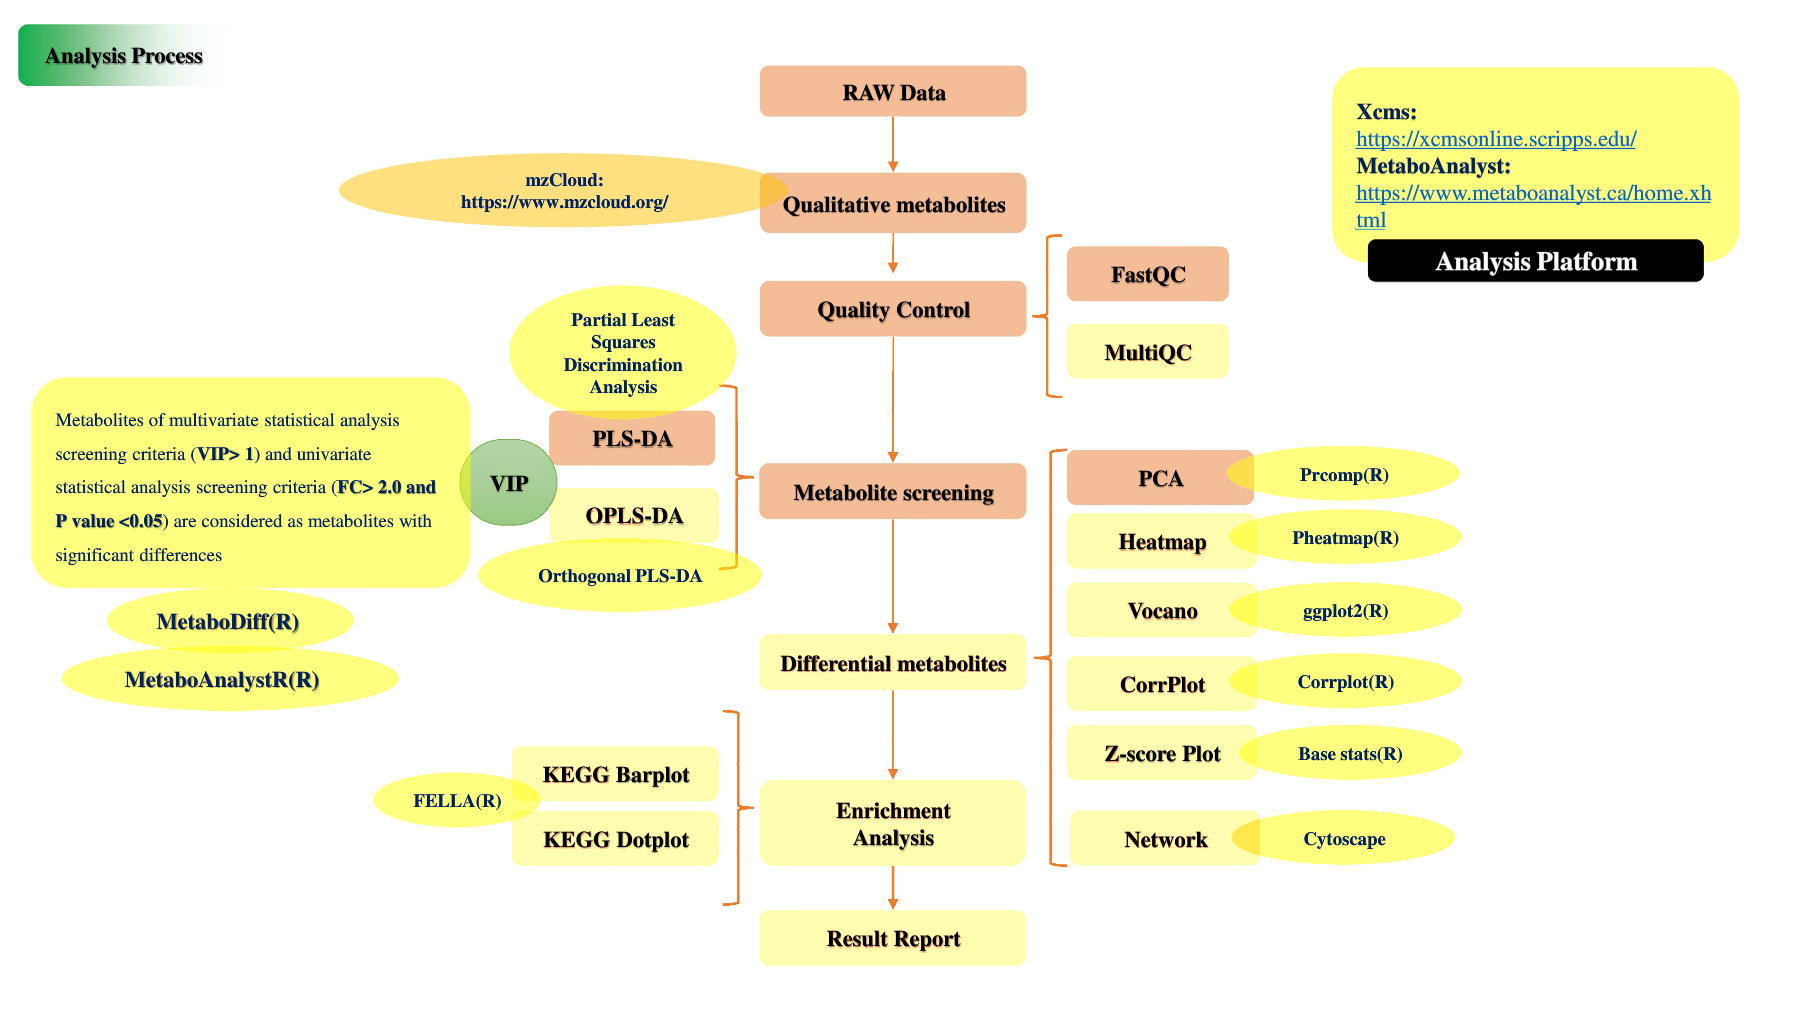 Analysis Process
RAW Data
Xcms:
https://xcmsonline.scripps.edu/
MetaboAnalyst:
https://www.metaboanalyst.ca/home.xh
tml
Analysis Platform
mzCloud:
https://www.mzcloud.org/
Qualitative metabolites
FastQC
Quality Control
MultiQC
Partial Least
Squares
Discrimination
Analysis
PLS-DA
VIP
OPLS-DA
Orthogonal PLS-DA
Metabolites of multivariate statistical analysis
screening criteria (VIP> 1) and univariate
statistical analysis screening criteria (FC> 2.0 and
P value <0.05) are considered as metabolites with
significant differences
MetaboDiff(R)
MetaboAnalystR(R)
Metabolite screening
PCA
Prcomp(R)
Heatmap
Pheatmap(R)
Vocano
ggplot2(R)
Differential metabolites
CorrPlot
Corrplot(R)
Z-score Plot
Base stats(R)
Network
Cytoscape
KEGG Barplot
FELLA(R)
KEGG Dotplot
Enrichment
Analysis
Result Report